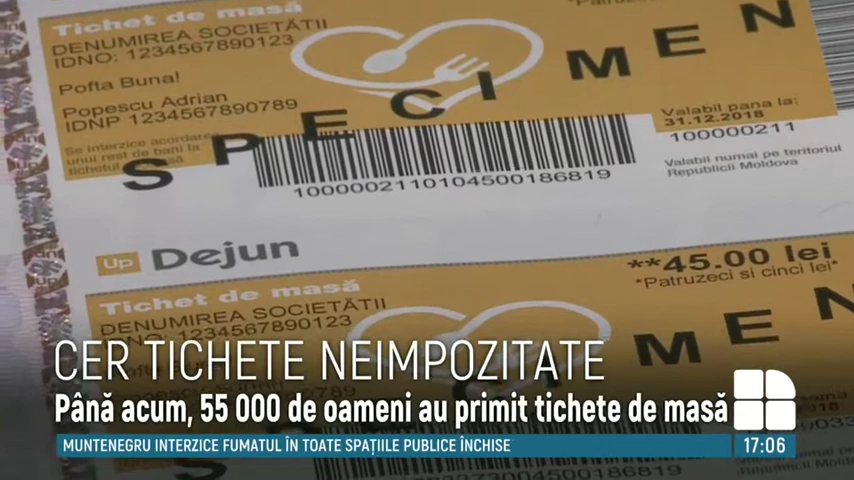 Tichet de masă
DENUMIREA SOCIETĂȚII
IDNO: 1234567890123
Pofta Buna!
Popescu Adrian
IDNP 1234567890789
Se interzice acordarea
unui rest de bani la
tichetul masă
SPECIMEN
Valabil pana la:
31.12.2018
100000211
1000002110104500186819
Valabil numai pe teritoriul
Republicii Moldova
Up Dejun
**45.00 lei
*Patruzeci si cinci lei*
Tichet de masă
DENUMIREA SOCIETĂȚII
IDNO: 1234567890123
MEN
CER TICHETE NEIMPOZITATE
Până acum, 55 000 de oameni au primit tichete de masă
MUNTENEGRU INTERZICE FUMATUL ÎN TOATE SPAȚIILE PUBLICE ÎNCHISE
17:06